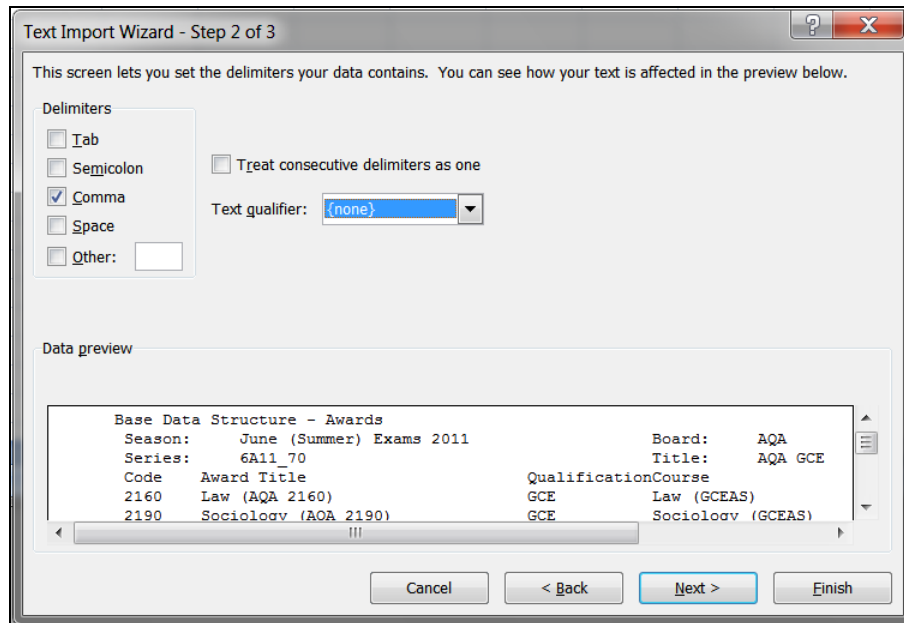 Text Import Wizard - Step 2 of 3
This screen lets you set the delimiters your data contains. You can see how your text is affected in the preview below.
Delimiters
Tab
Semicolon
Comma
Space
Other:
Treat consecutive delimiters as one
Text qualifier: {none}
Data preview
Base Data Structure - Awards
Season: June (Summer) Exams 2011 Board: AQA
Series: 6A11_70 Title: AQA GCE
Code Award Title QualificationCourse
2160 Law (AQA 2160) GCE Law (GCEAS)
2190 Sociology (AQA 2190) GCE Sociology (GCEAS)
Cancel < Back Next > Finish